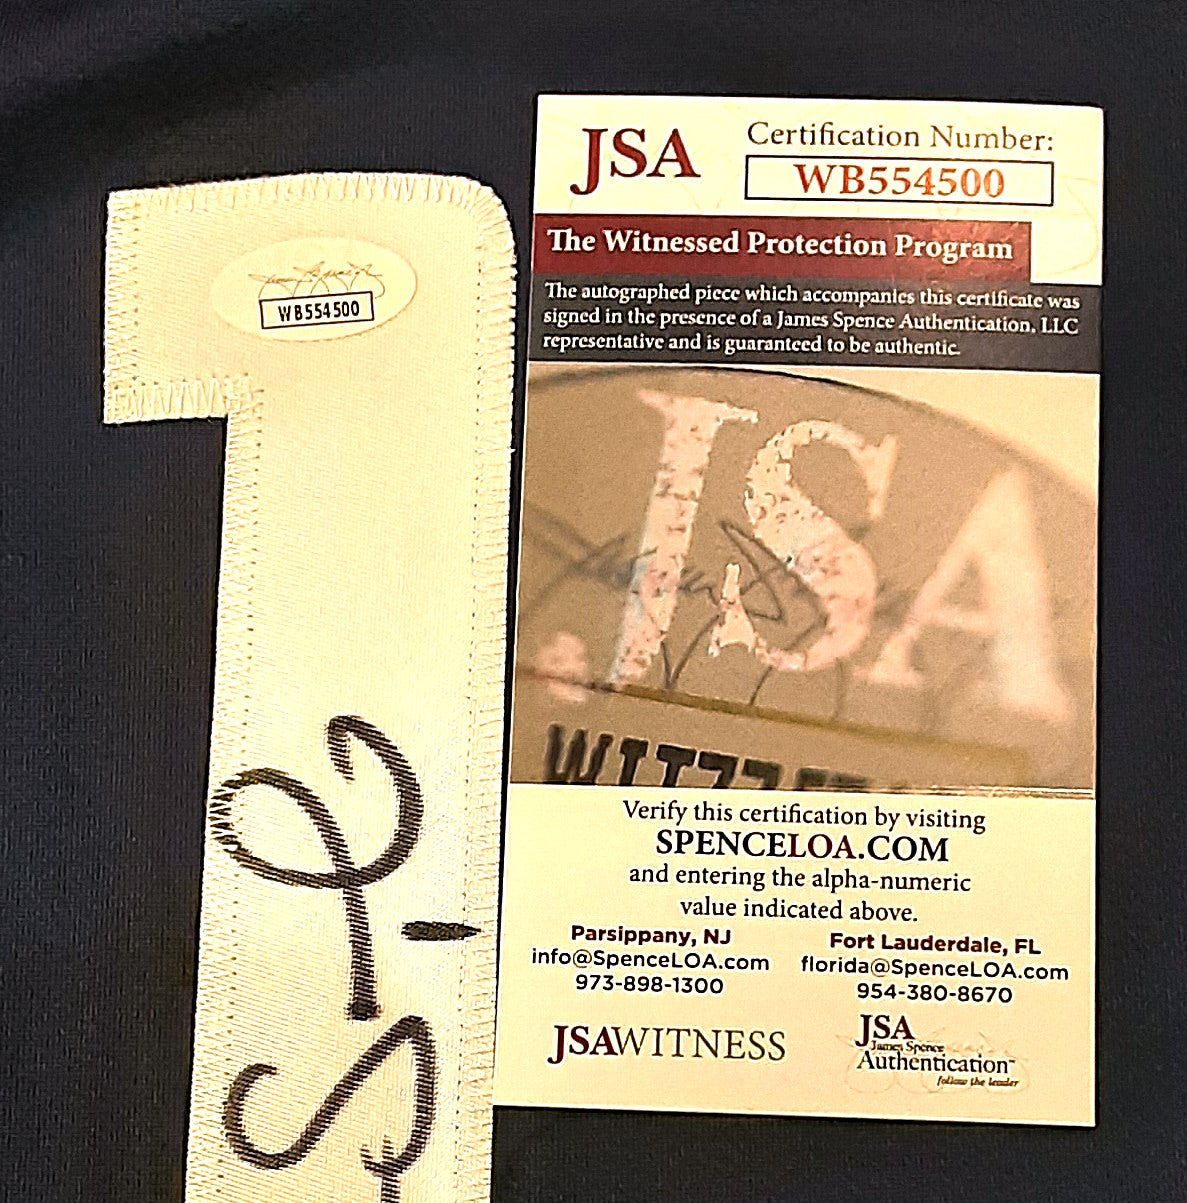 WB554500
JSA
Certification Number:
WB554500
The Witnessed Protection Program
The autographed piece which accompanies this certificate was
signed in the presence of a James Spence Authentication, LLC
representative and is guaranteed to be authentic.
JSA
Verify this certification by visiting
SPENCELOA.COM
and entering the alpha-numeric
value indicated above.
Parsippany, NJ
info@SpenceLOA.com
973-898-1300
Fort Lauderdale, FL
florida@SpenceLOA.com
954-380-8670
JSAWITNESS
JSA
James Spence
Authentication™
follow the leader